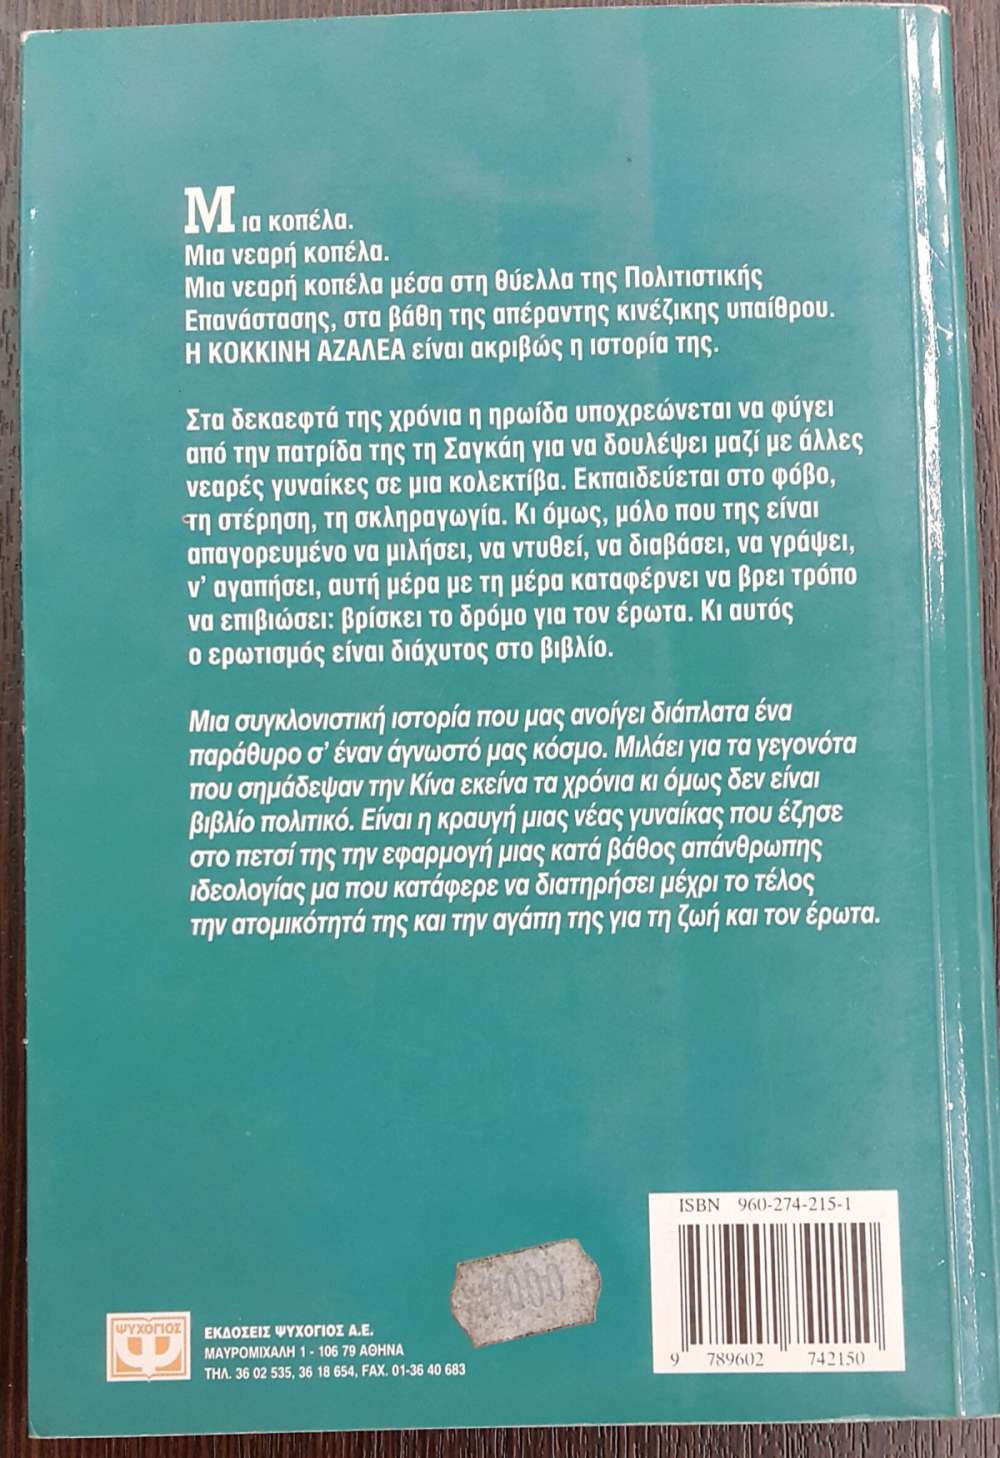 Μια κοπέλα.
Μια νεαρή κοπέλα.
Μια νεαρή κοπέλα μέσα στη θύελλα της Πολιτιστικής
Επανάστασης, στα βάθη της απέραντης κινέζικης υπαίθρου.
Η ΚΟΚΚΙΝΗ ΑΖΑΛΕΑ είναι ακριβώς η ιστορία της.
Στα δεκαεφτά της χρόνια η ηρωίδα υποχρεώνεται να φύγει
από την πατρίδα της τη Σαγκάη για να δουλέψει μαζί με άλλες
νεαρές γυναίκες σε μια κολεκτίβα. Εκπαιδεύεται στο φόβο,
τη στέρηση, τη σκληραγωγία. Κι όμως, μόλο που της είναι
απαγορευμένο να μιλήσει, να ντυθεί, να διαβάσει, να γράψει,
ν' αγαπήσει, αυτή μέρα με τη μέρα καταφέρνει να βρει τρόπο
να επιβιώσει: βρίσκει το δρόμο για τον έρωτα. Κι αυτός
ο ερωτισμός είναι διάχυτος στο βιβλίο.
Μια συγκλονιστική ιστορία που μας ανοίγει διάπλατα ένα
παράθυρο σ' έναν άγνωστό μας κόσμο. Μιλάει για τα γεγονότα
που σημάδεψαν την Κίνα εκείνα τα χρόνια κι όμως δεν είναι
βιβλίο πολιτικό. Είναι η κραυγή μιας νέας γυναίκας που έζησε
στο πετσί της την εφαρμογή μιας κατά βάθος απάνθρωπης
ιδεολογίας μα που κατάφερε να διατηρήσει μέχρι το τέλος
την ατομικότητά της και την αγάπη της για τη ζωή και τον έρωτα.
ISBN 960-274-215-1
9 789602 742150
ΨΥΧΟΓΙΟΣ
ΕΚΔΟΣΕΙΣ ΨΥΧΟΓΙΟΣ Α.Ε.
ΜΑΥΡΟΜΙΧΑΛΗ 1 - 106 79 ΑΘΗΝΑ
ΤΗΛ. 36 02 535, 36 18 654, FAX. 01-36 40 683